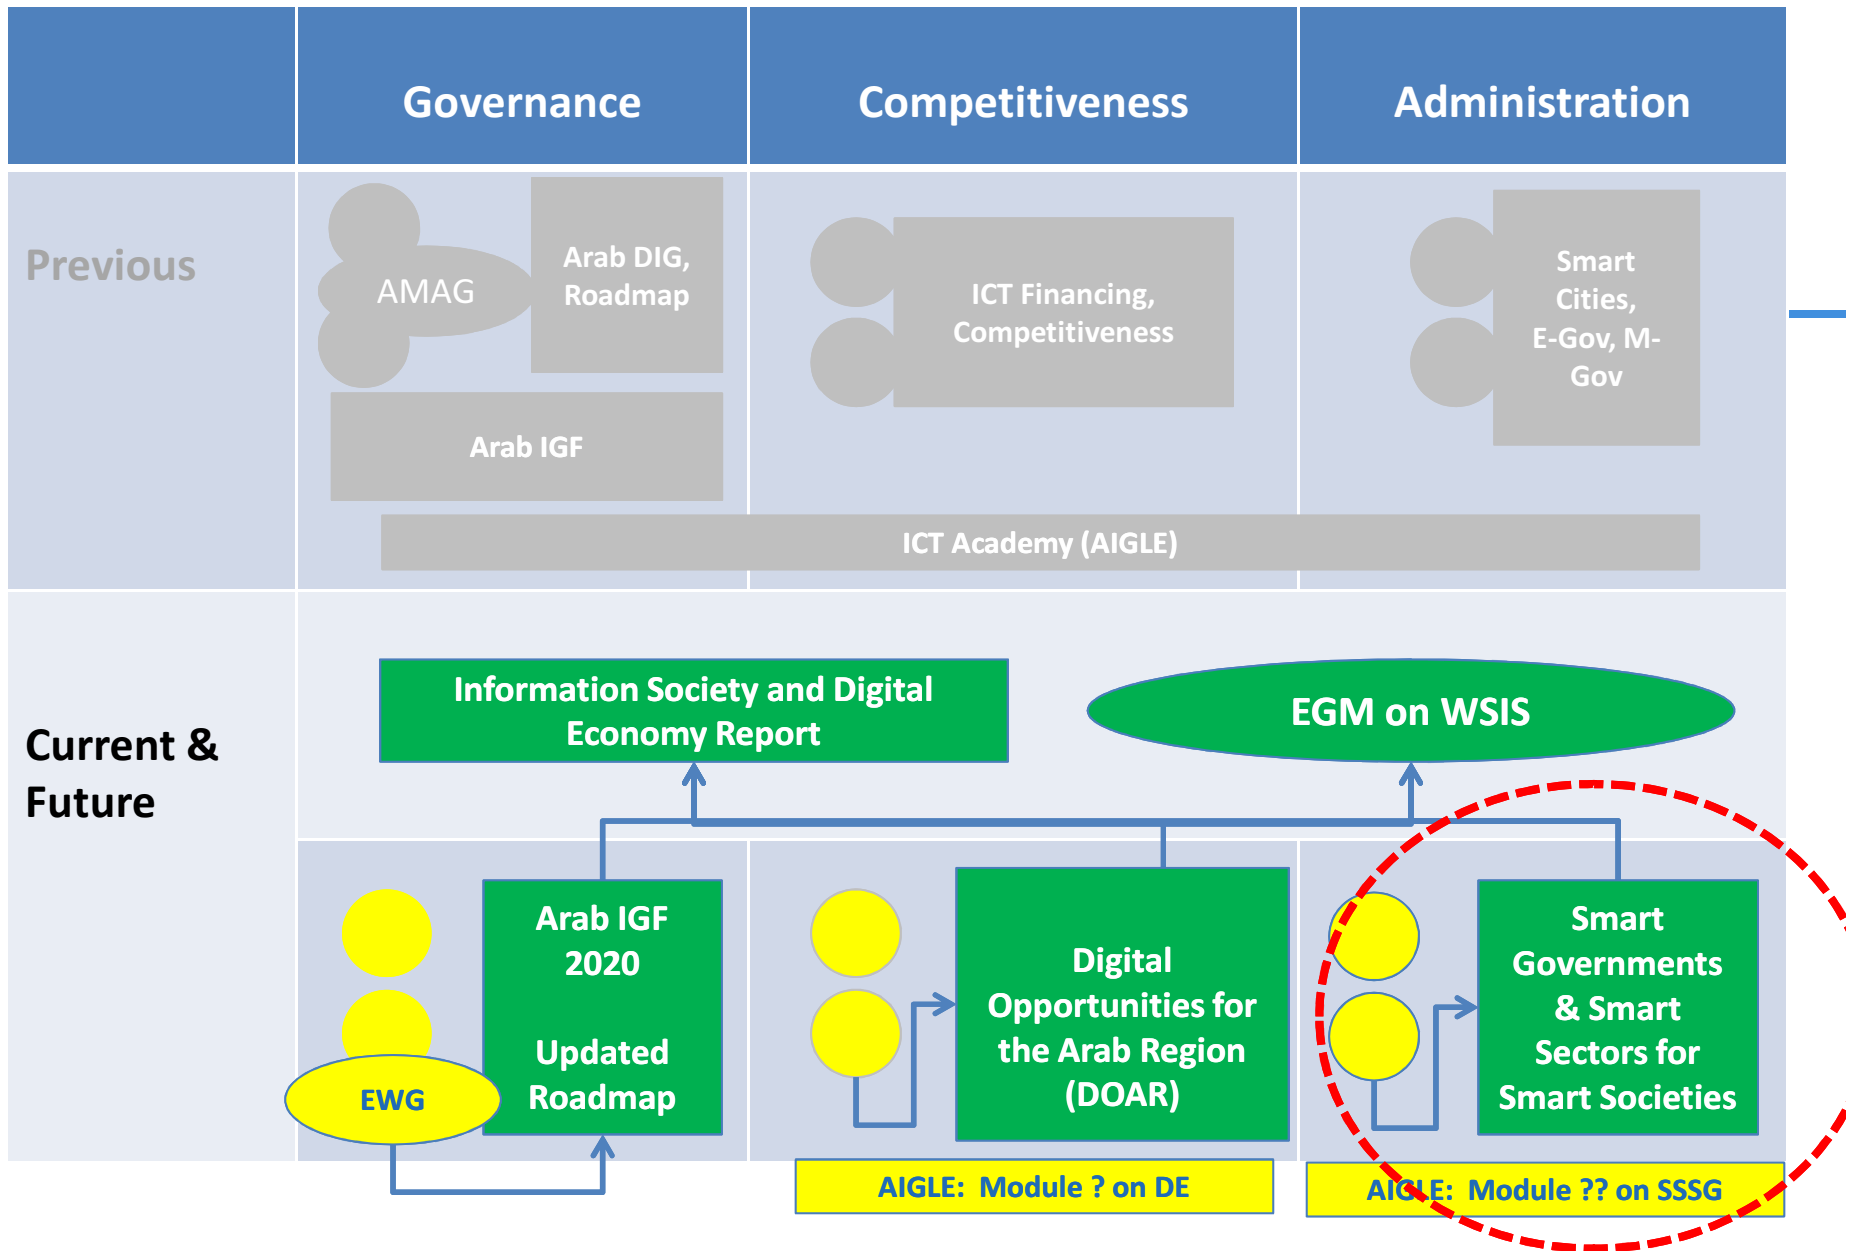 Governance
Competitiveness
Administration
Previous
AMAG
Arab DIG,
Roadmap
Arab IGF
ICT Financing,
Competitiveness
Smart
Cities,
E-Gov, M-
Gov
ICT Academy (AIGLE)
Current &
Future
Information Society and Digital
Economy Report
EGM on WSIS
EWG
Arab IGF
2020
Updated
Roadmap
Digital
Opportunities for
the Arab Region
(DOAR)
Smart
Governments
& Smart
Sectors for
Smart Societies
AIGLE:  Module ? on DE
AIGLE:  Module ?? on SSSG